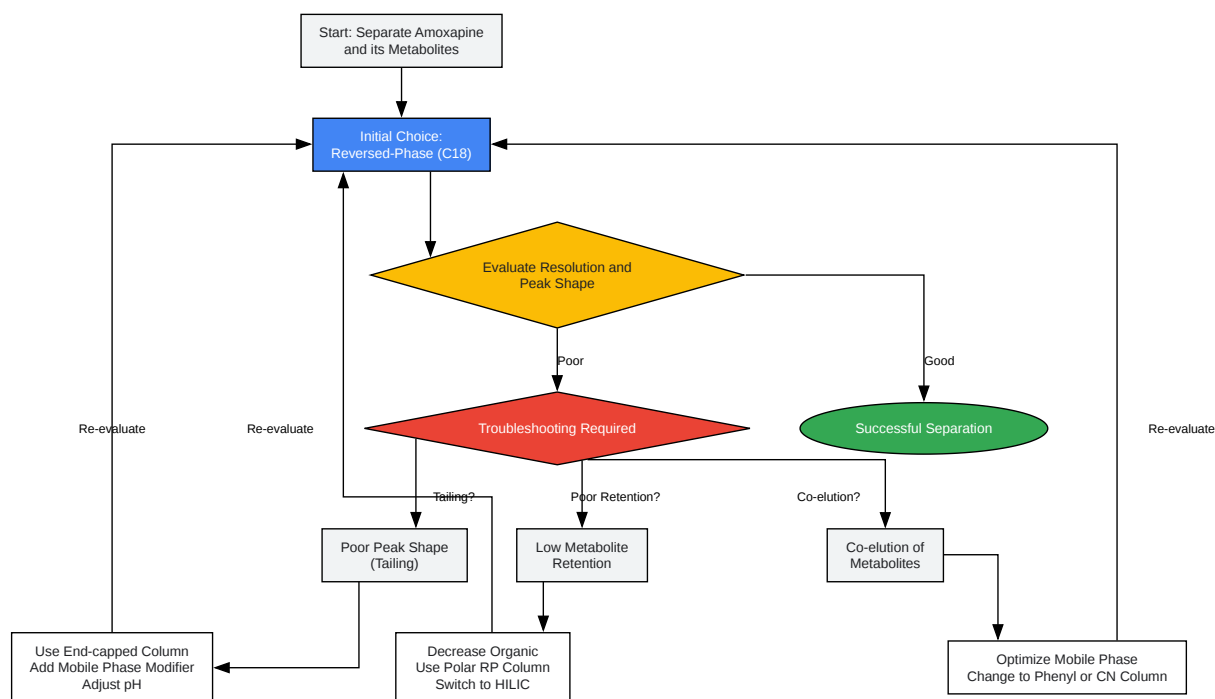 Start: Separate Amoxapine
and its Metabolites
Initial Choice:
Reversed-Phase (C18)
Evaluate Resolution and
Peak Shape
Poor
Good
Troubleshooting Required
Successful Separation
Re-evaluate
Re-evaluate
Re-evaluate
Tailing?
Poor Retention?
Co-elution?
Poor Peak Shape
(Tailing)
Low Metabolite
Retention
Co-elution of
Metabolites
Use End-capped Column
Add Mobile Phase Modifier
Adjust pH
Decrease Organic
Use Polar RP Column
Switch to HILIC
Optimize Mobile Phase
Change to Phenyl or CN Column